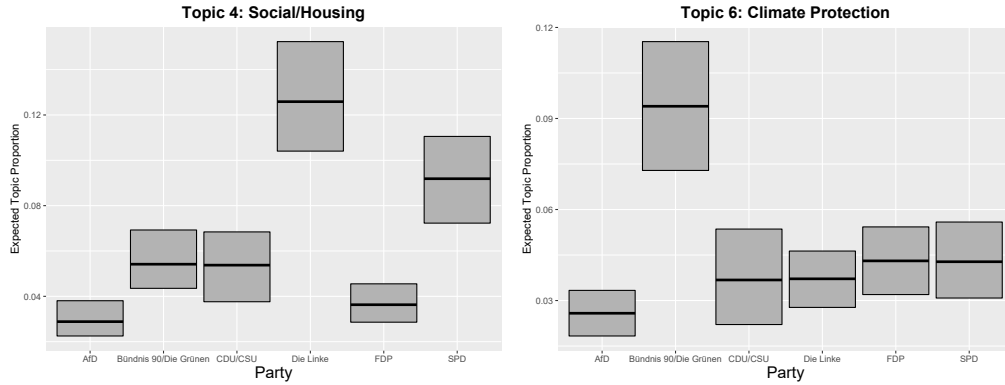 Topic 4: Social/Housing
Expected Topic Proportion
0.12
0.08
0.04
AfD Bündnis 90/Die Grünen CDU/CSU Die Linke FDP SPD
Party
Topic 6: Climate Protection
Expected Topic Proportion
0.12
0.09
0.06
0.03
AfD Bündnis 90/Die Grünen CDU/CSU Die Linke FDP SPD
Party